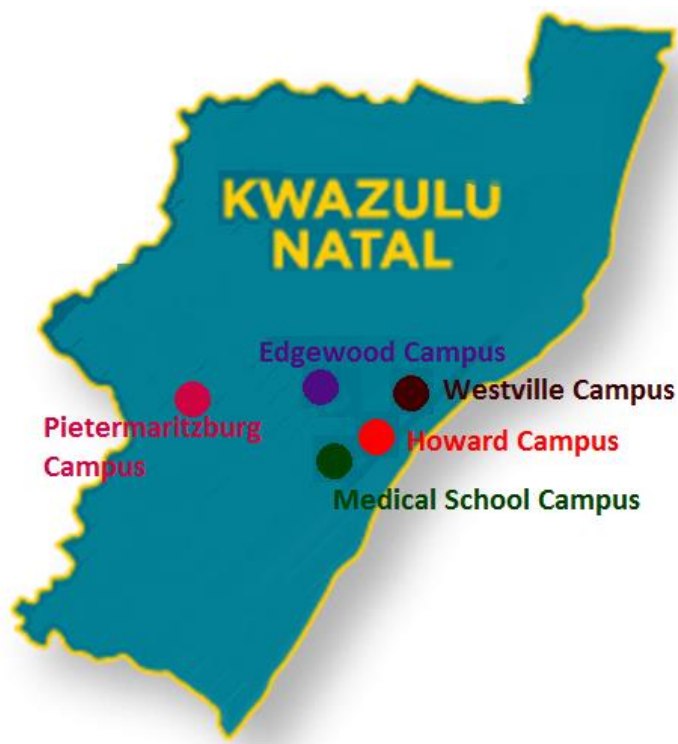 KWAZULU
NATAL
Edgewood Campus
Westville Campus
Pietermaritzburg
Campus
Howard Campus
Medical School Campus